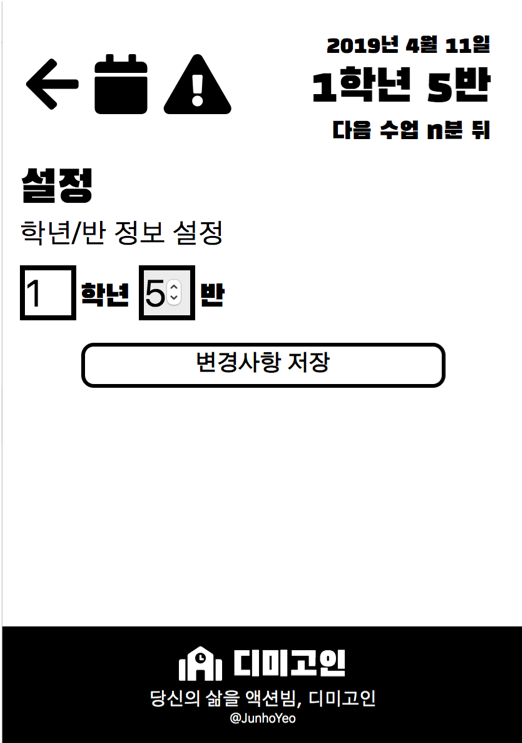 2019년 4월 11일
1학년 5반
다음 수업 n분 뒤
설정
학년/반 정보 설정
1 학년 5 반
변경사항 저장
디미고인
당신의 삶을 액션빔, 디미고인
@JunhoYeo